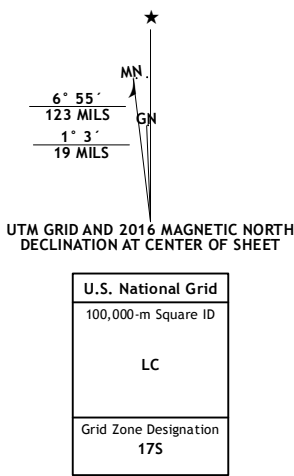 ★
MN
GN
6° 55´
123 MILS
1° 3´
19 MILS
UTM GRID AND 2016 MAGNETIC NORTH
DECLINATION AT CENTER OF SHEET
U.S. National Grid
100,000-m Square ID
LC
Grid Zone Designation
17S